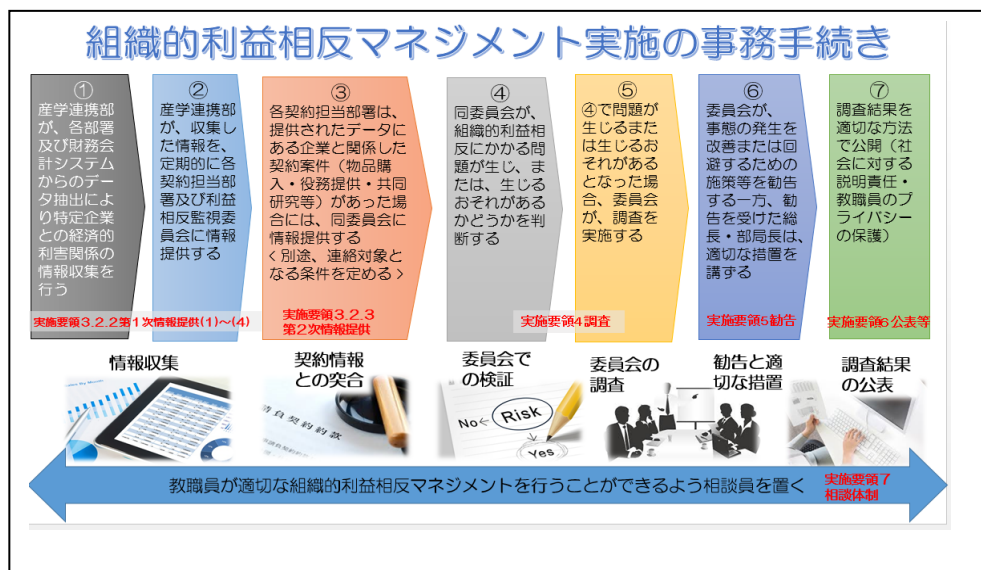 組織的利益相反マネジメント実施の事務手続き
①
産学連携部
が、各部署
及び財務会
計システム
からのデー
タ抽出によ
り特定企業
との経済的
利害関係の
情報収集を
行う
②
産学連携部
が、収集し
た情報を、
定期的に各
契約担当部
署及び利益
相反監視委
員会に情報
提供する
実施要領3.2.2第1次情報提供(1)~(4)
③
各契約担当部署は、
提供されたデータに
ある企業と関係した
契約案件（物品購
入・役務提供・共同
研究等）があった場
合には、同委員会に
情報提供する
<別途、連絡対象と
なる条件を定める>
実施要領3.2.3
第2次情報提供
④
同委員会が、
組織的利益相
反にかかる問
題が生じ、ま
たは、生じる
おそれがある
かどうかを判
断する
⑤
④で問題が
生じるまた
は生じるお
それがある
となった場
合、委員会
が、調査を
実施する
実施要領4調査
⑥
委員会が、
事態の発生を
改善または回
避するための
施策等を勧告
する一方、勧
告を受けた総
長・部局長は、
適切な措置を
講ずる
実施要領5勧告
⑦
調査結果を
適切な方法
で公開（社
会に対する
説明責任・
教職員のプ
ライバシー
の保護）
実施要領6公表等
情報収集
契約情報
との突合
委員会で
の検証
委員会の
調査
勧告と適
切な措置
調査結果
の公表
請負契約約款
No
Risk
Yes
教職員が適切な組織的利益相反マネジメントを行うことができるよう相談員を置く
実施要領7
相談体制